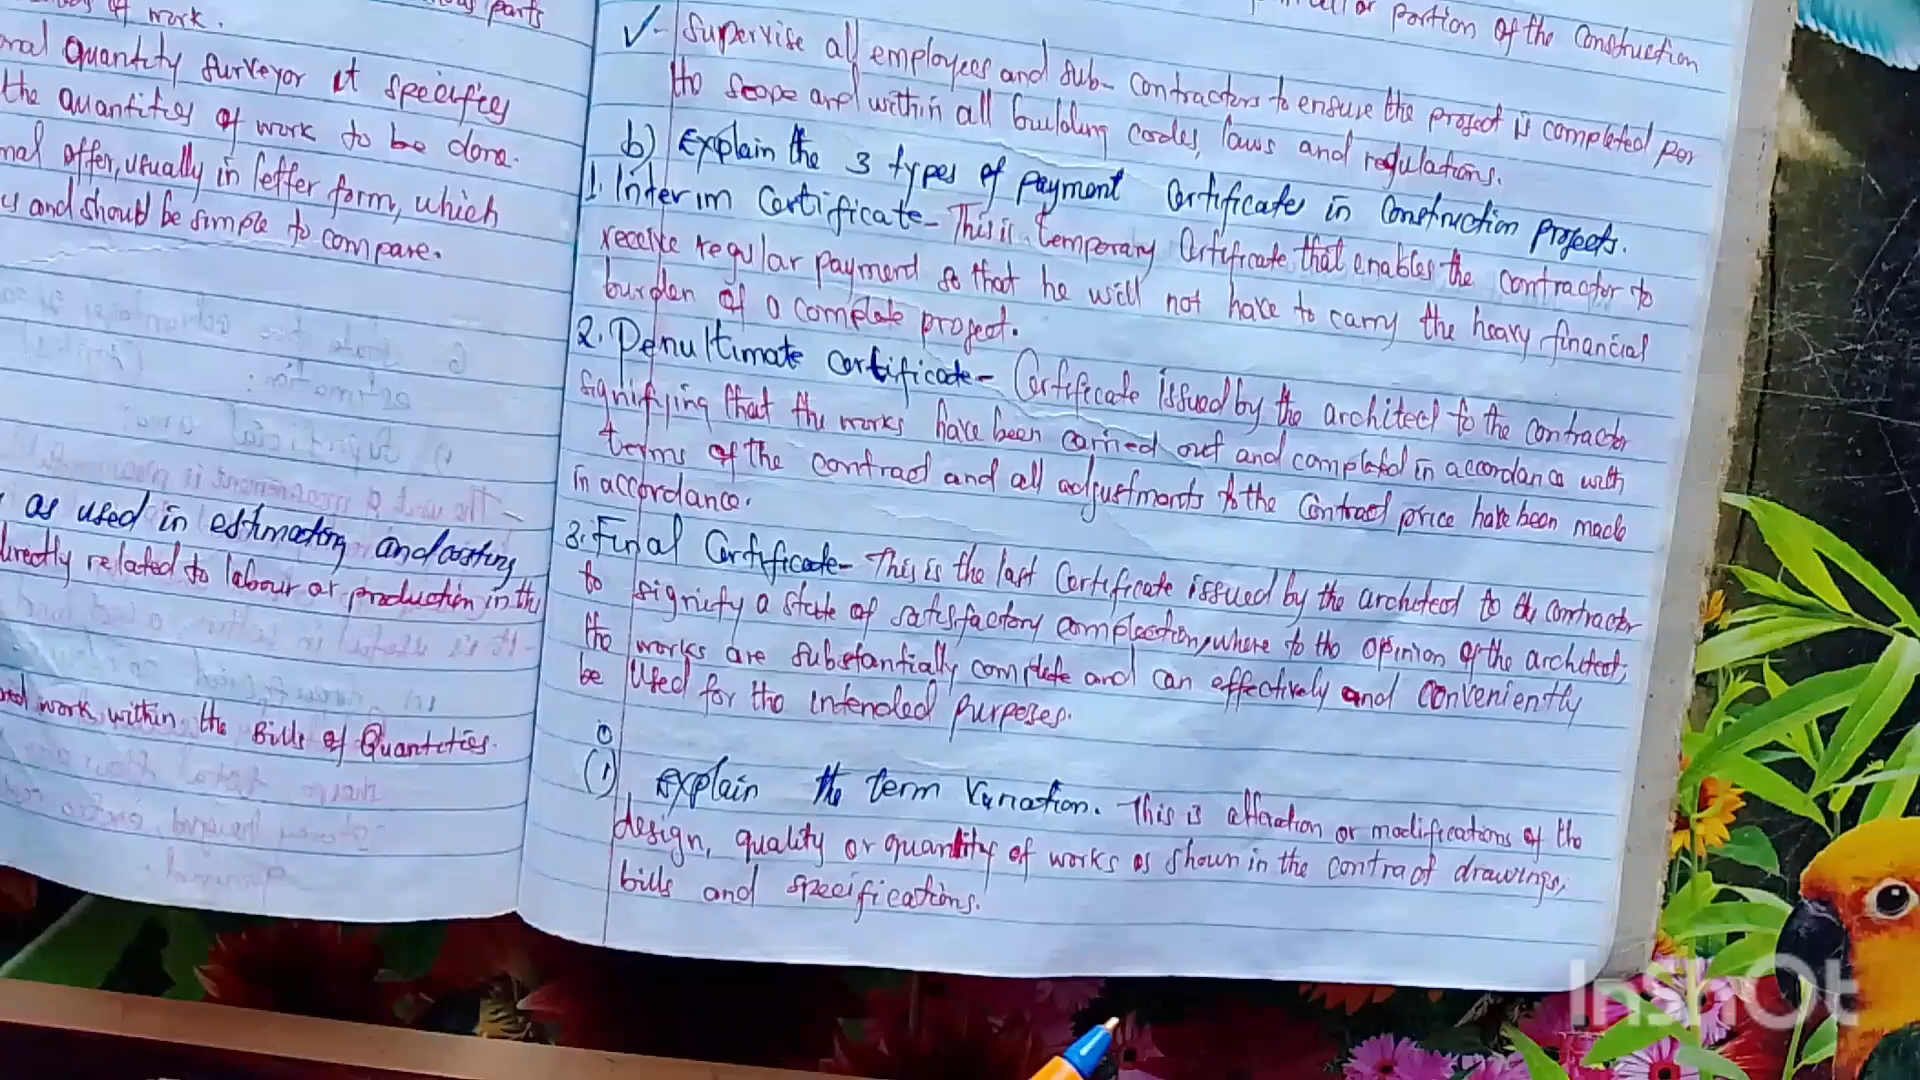 of work.
parts
quantity surveyor it specifies
the quantities of work to be done.
offer, usually in letter form, which
and should be simple to compare.
as used in estimating and costing
directly related to labour or production in the
work within the Bills of Quantities.
or portion of the Construction
✓- Supervise all employees and sub-contractors to ensure the project is completed per
the scope and within all building codes, laws and regulations.
b) Explain the 3 types of payment Certificate in Construction projects.
1. Interim Certificate- This is temporary Certificate that enables the contractor to
receive regular payment so that he will not have to carry the heavy financial
burden of a complete project.
2. Penultimate certificate- Certificate issued by the architect to the contractor
signifying that the works have been carried out and completed in accordance with
terms of the contract and all adjustments to the Contract price have been made
in accordance.
3. Final Certificate- This is the last Certificate issued by the architect to the contractor
to signify a state of satisfactory completion, where to the opinion of the architect,
the works are substantially complete and can effectively and conveniently
be used for the intended purposes.
(1) Explain the term Variation. This is alteration or modifications of the
design, quality or quantity of works as shown in the contract drawings,
bills and specifications.
InShOt